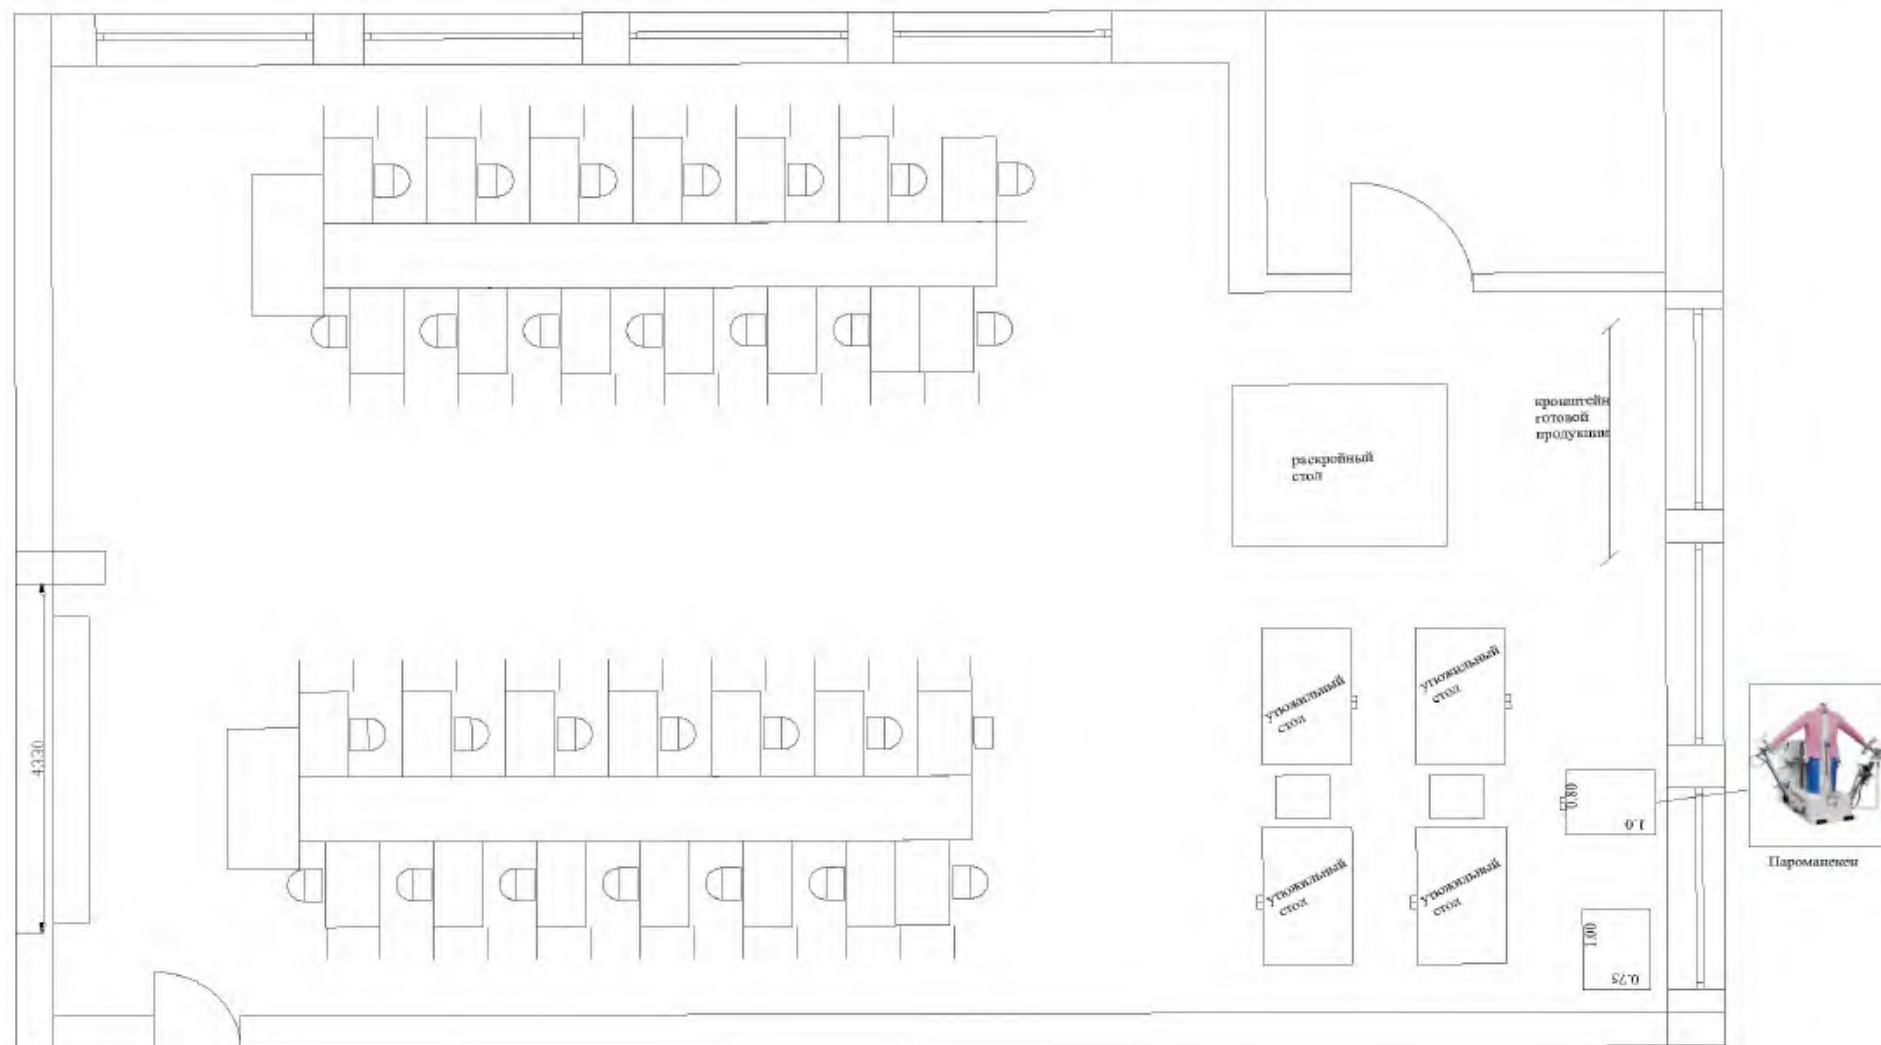 кронштейн
готовой
продукции
раскройный
стол
утюжильный
стол
утюжильный
стол
4330
0.80
1.0
Пароманекен
утюжильный
стол
утюжильный
стол
1.00
0.75